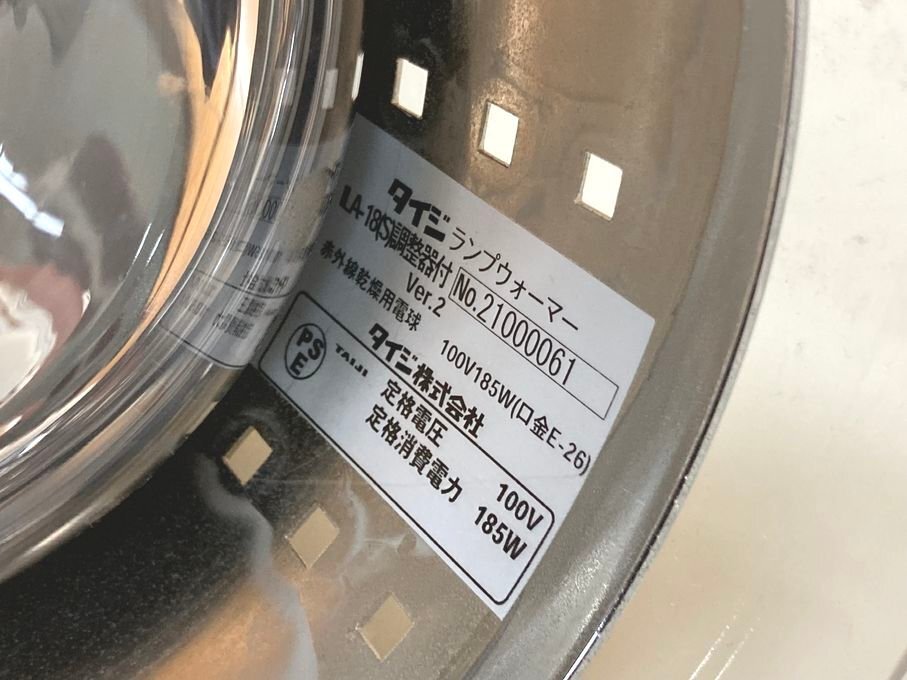 タイジ ランプウォーマー
LA-18(S)調整器付 No.21000061
Ver.2
赤外線乾燥用電球 100V185W(口金E-26)
PSE
TAIJI タイジ株式会社
定格電圧 100V
定格消費電力 185W